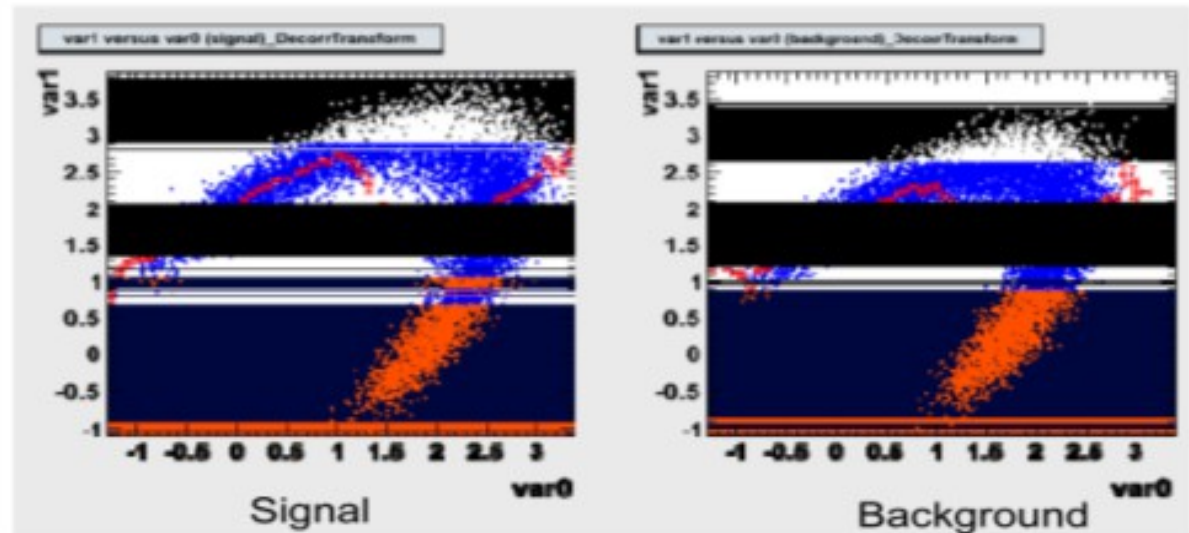 var1 versus var0 (signal)_DecorrTransform
var1
3.5
3
2.5
2
1.5
1
0.5
0
-0.5
-1
-1 -0.5 0 0.5 1 1.5 2 2.5 3
var0
Signal
var1 versus var0 (background)_DecorrTransform
var1
3.5
3
2.5
2
1.5
1
0.5
0
-0.5
-1
-1 -0.5 0 0.5 1 1.5 2 2.5 3
var0
Background